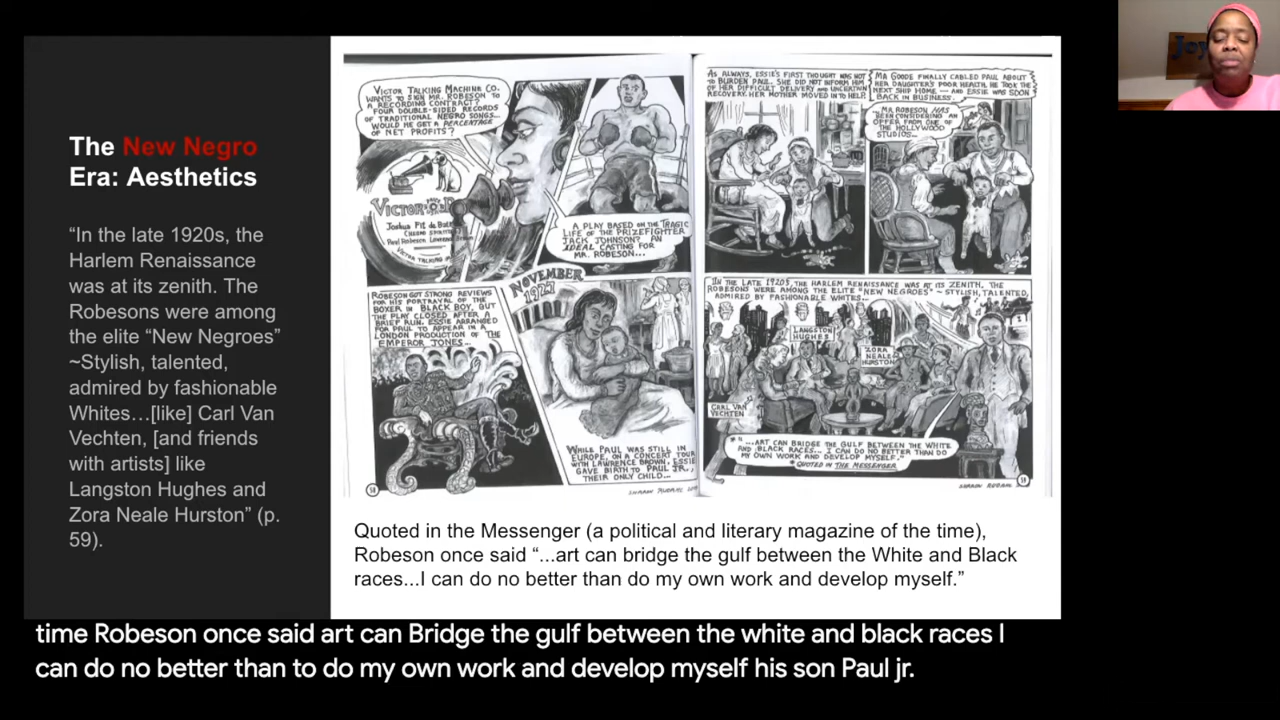 The New Negro
Era: Aesthetics
“In the late 1920s, the
Harlem Renaissance
was at its zenith. The
Robesons were among
the elite “New Negroes”
~Stylish, talented,
admired by fashionable
Whites…[like] Carl Van
Vechten, [and friends
with artists] like
Langston Hughes and
Zora Neale Hurston” (p.
59).
VICTOR TALKING MACHINE CO.
WANTS TO SIGN MR. ROBESON TO
A RECORDING CONTRACT!
FOUR DOUBLE-SIDED RECORDS
OF TRADITIONAL NEGRO SONGS...
WOULD HE GET A PERCENTAGE
OF NET PROFITS?
A PLAY BASED ON THE TRAGIC
LIFE OF THE PRIZEFIGHTER
JACK JOHNSON? AN
IDEAL CASTING FOR
MR. ROBESON...
ROBESON GOT STRONG REVIEWS
FOR HIS PORTRAYAL OF THE
BOXER IN BLACK BOY, BUT
THE PLAY CLOSED AFTER A
BRIEF RUN. ESSIE ARRANGED
FOR PAUL TO APPEAR IN A
LONDON PRODUCTION OF THE
EMPEROR JONES...
NOVEMBER
1927
WHILE PAUL WAS STILL IN
EUROPE, ON A CONCERT TOUR
WITH LAWRENCE BROWN, ESSIE
GAVE BIRTH TO PAUL JR.,
THEIR ONLY CHILD...
58
AS ALWAYS, ESSIE'S FIRST THOUGHT WAS NOT
TO BURDEN PAUL. SHE DID NOT INFORM HIM
OF HER DIFFICULT DELIVERY AND UNCERTAIN
RECOVERY. HER MOTHER MOVED IN TO HELP.
MA GOODE FINALLY CABLED PAUL ABOUT
HER DAUGHTER'S POOR HEALTH. HE TOOK THE
NEXT SHIP HOME — AND ESSIE WAS SOON
BACK IN BUSINESS.
...MR. ROBESON HAS
BEEN CONSIDERING AN
OFFER FROM ONE OF
THE HOLLYWOOD
STUDIOS...
IN THE LATE 1920S, THE HARLEM RENAISSANCE WAS AT ITS ZENITH. THE
ROBESONS WERE AMONG THE ELITE "NEW NEGROES" ~ STYLISH, TALENTED,
ADMIRED BY FASHIONABLE WHITES...
LANGSTON
HUGHES
ZORA
NEALE
HURSTON
CARL VAN
VECHTEN
*"...ART CAN BRIDGE THE GULF BETWEEN THE WHITE
AND BLACK RACES... I CAN DO NO BETTER THAN DO
MY OWN WORK AND DEVELOP MYSELF."
*QUOTED IN THE MESSENGER
59
Quoted in the Messenger (a political and literary magazine of the time),
Robeson once said “...art can bridge the gulf between the White and Black
races...I can do no better than do my own work and develop myself.”
time Robeson once said art can Bridge the gulf between the white and black races I
can do no better than to do my own work and develop myself his son Paul jr.